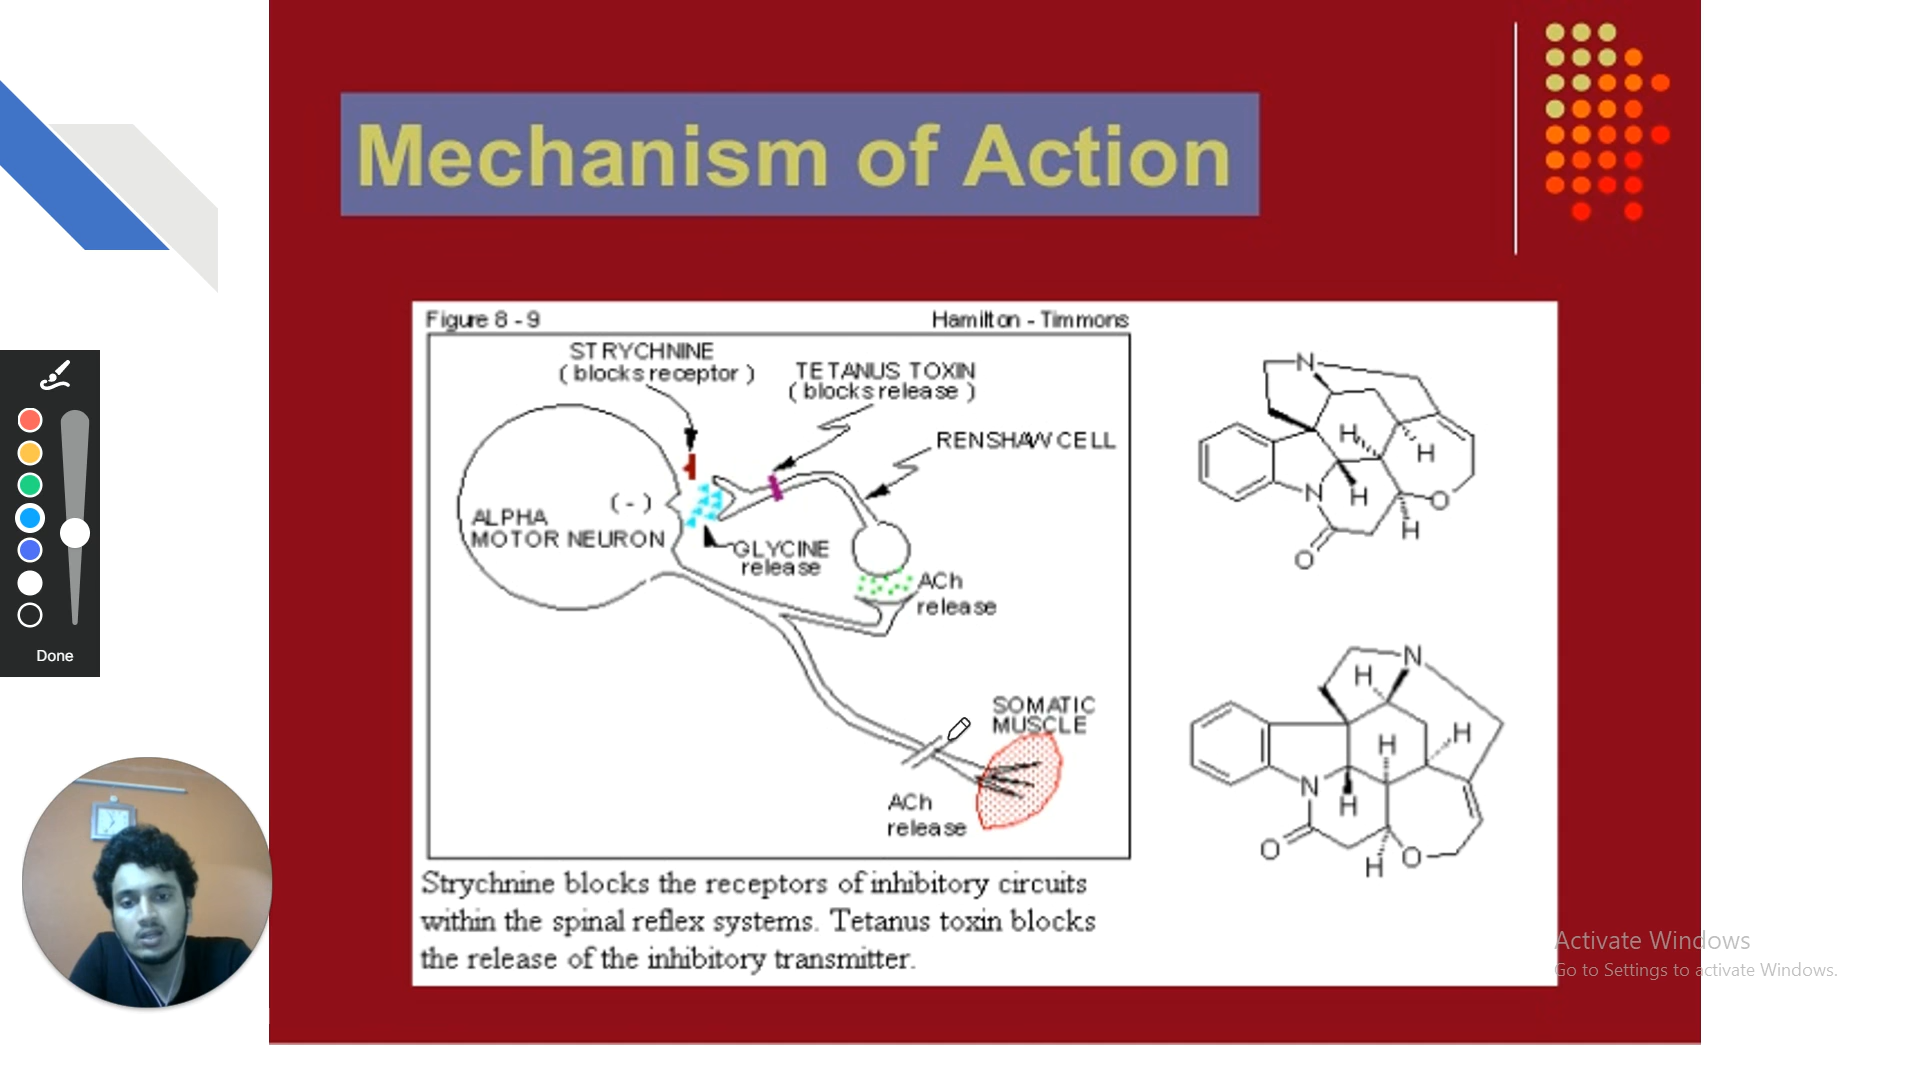 Mechanism of Action
Figure 8 - 9
Hamilton - Timmons
STRYCHNINE
( blocks receptor )
TETANUS TOXIN
( blocks release )
RENSHAW CELL
( - )
ALPHA
MOTOR NEURON
GLYCINE
release
ACh
release
SOMATIC
MUSCLE
ACh
release
Strychnine blocks the receptors of inhibitory circuits
within the spinal reflex systems. Tetanus toxin blocks
the release of the inhibitory transmitter.
N
H
H
N
H
O
H
O
N
H
H
H
N
H
O
H
O
Done
Activate Windows
Go to Settings to activate Windows.